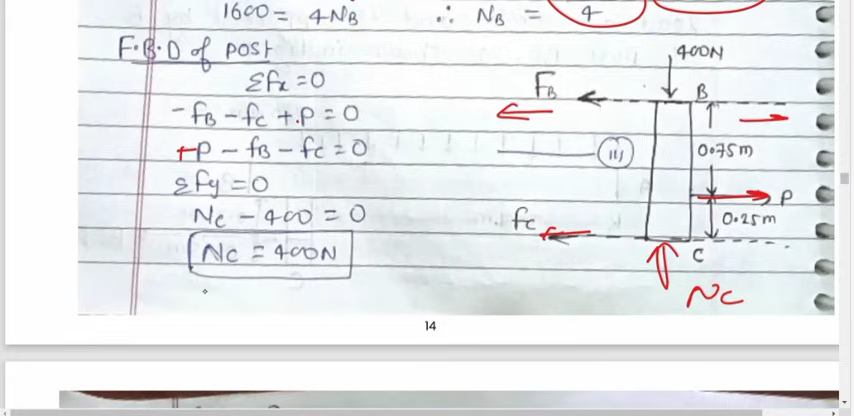 1600 = 4NB ∴ NB = 4
F.B.D of post
Σfx = 0
-fB - fc + .P = 0
+P - fB - fc = 0
Σfy = 0
Nc - 400 = 0
Nc = 400N
400N
FB B
0.75m
11)
P
0.25m
fc
C
NC
14